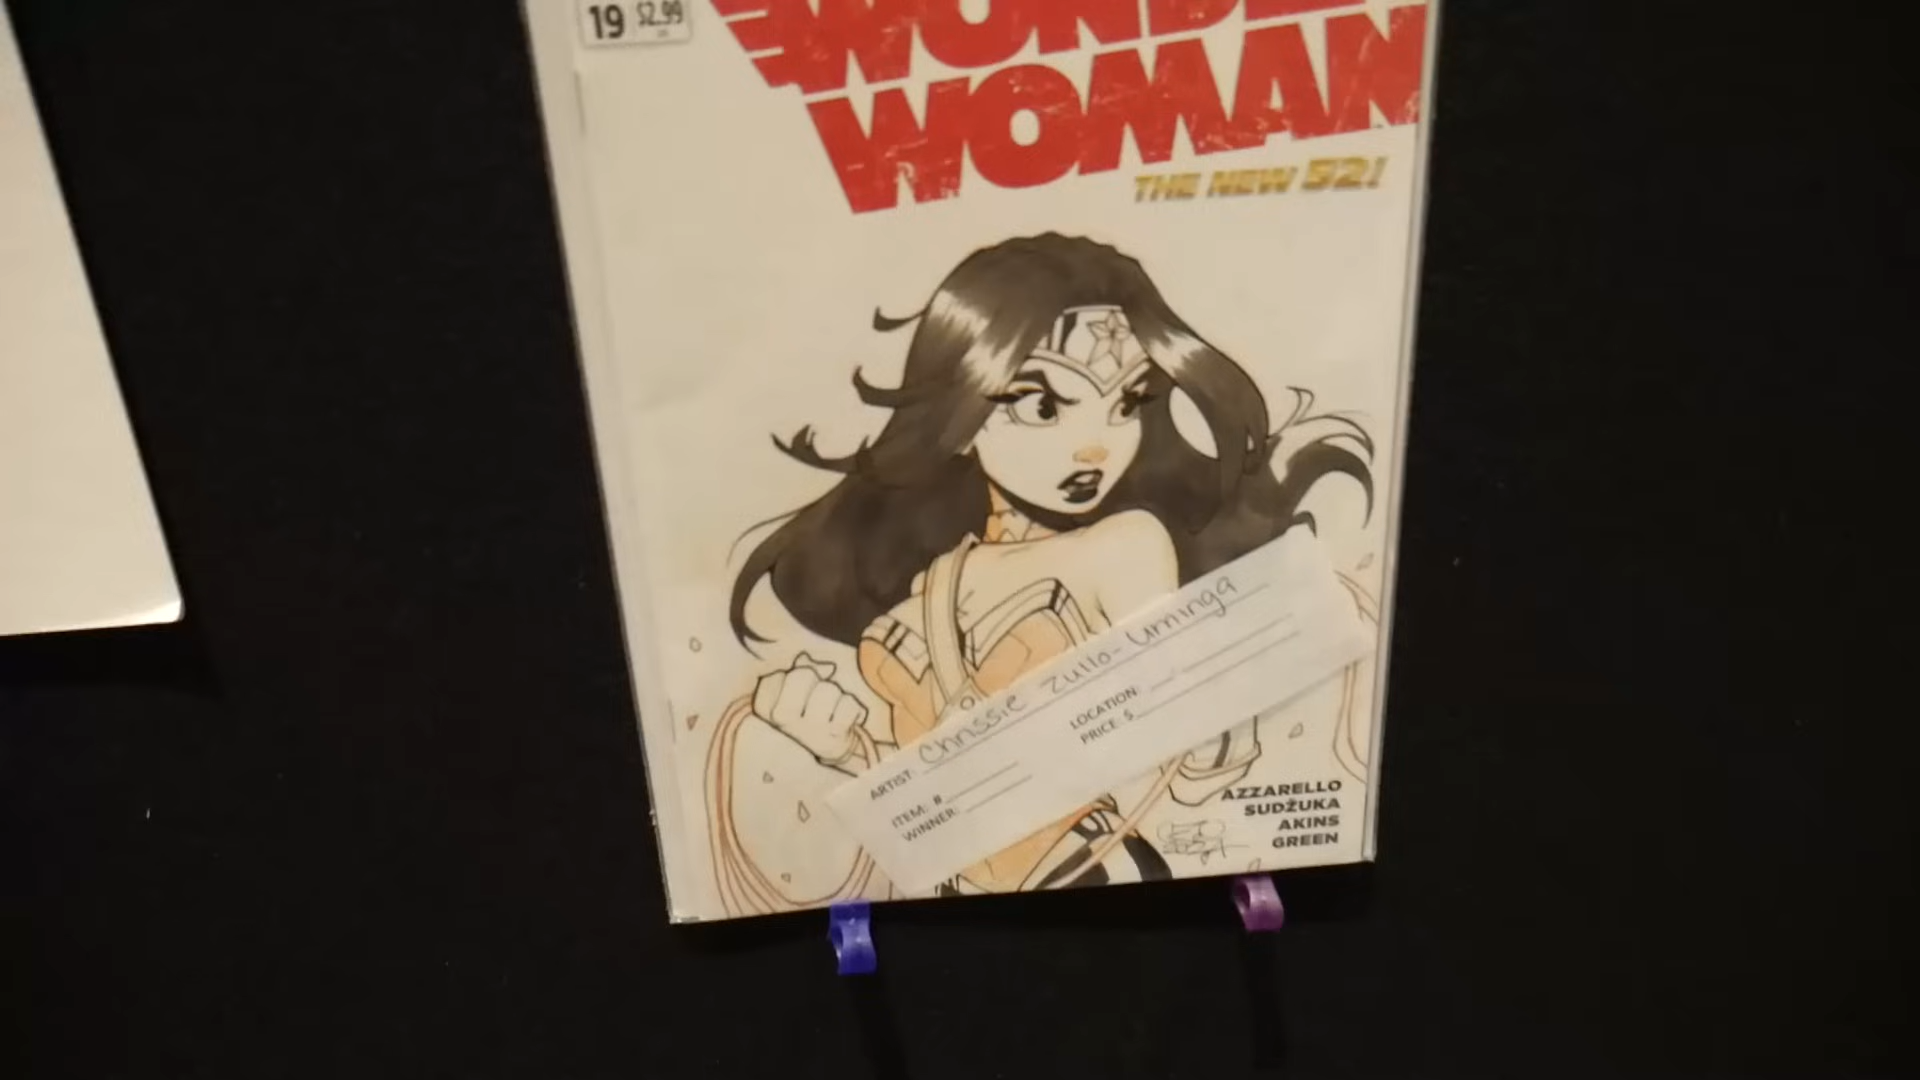 19 $2.99
WONDE
WOMAN
THE NEW 52!
ARTIST: Chrissie Zullo-Uminga
ITEM: #
WINNER:
LOCATION:
PRICE: $
AZZARELLO
SUDŽUKA
AKINS
GREEN